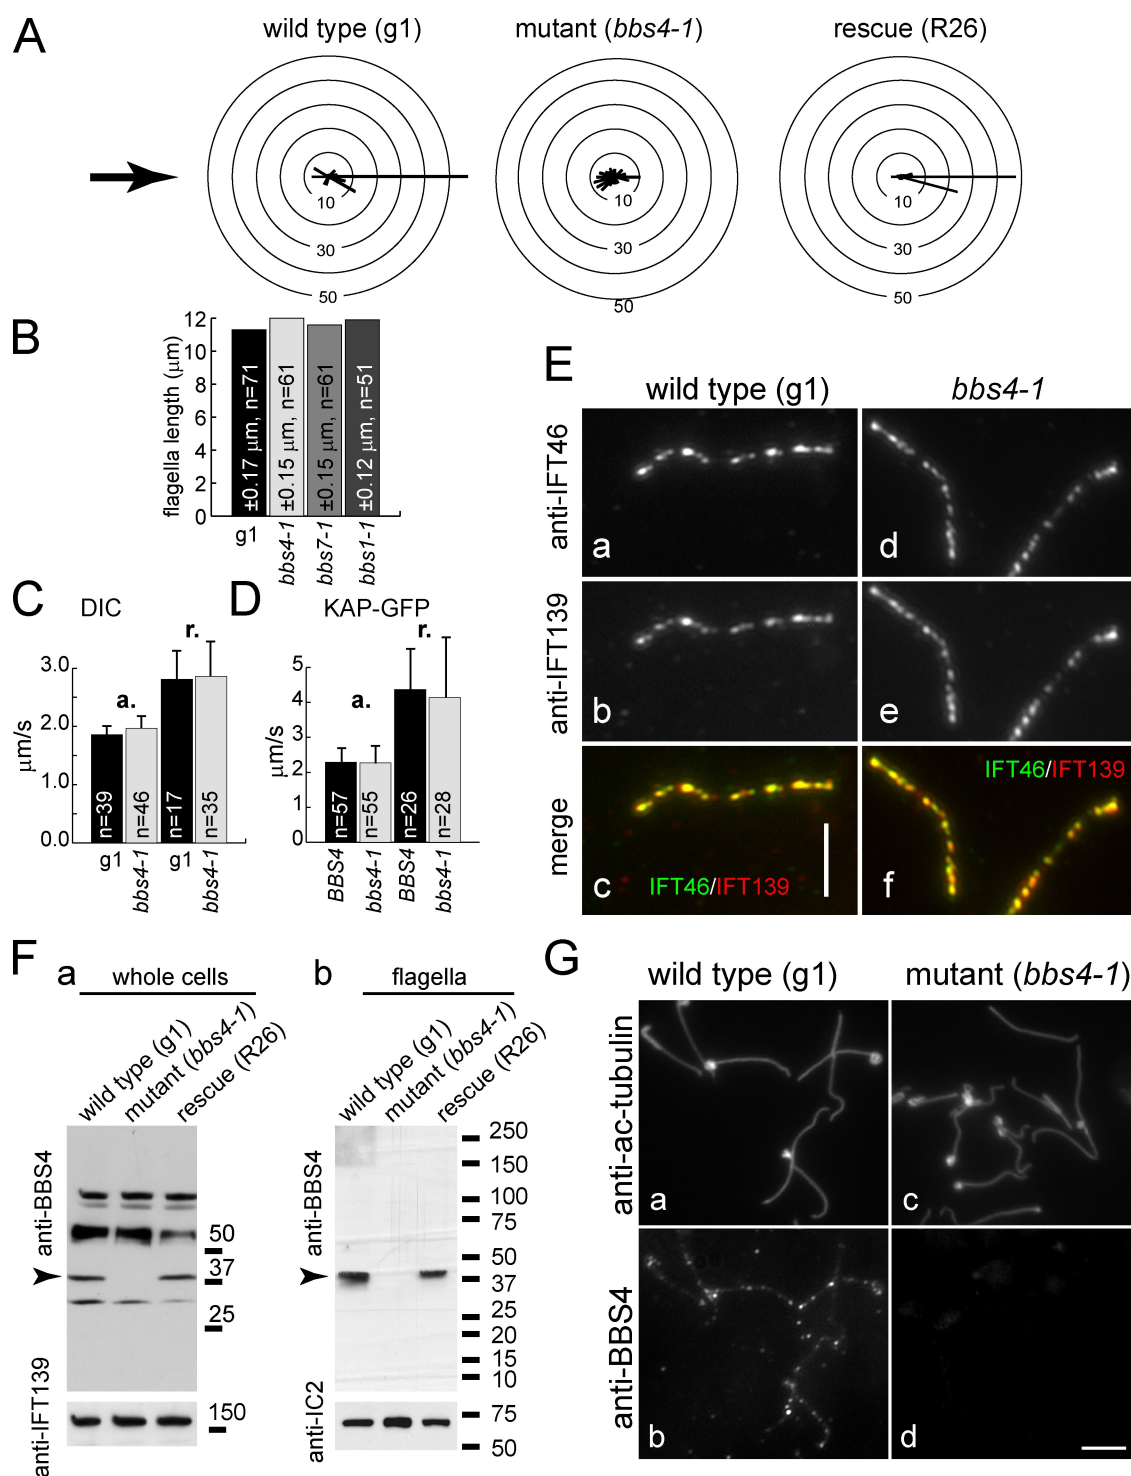 A
wild type (g1)
mutant (bbs4-1)
rescue (R26)
10
30
50
10
30
50
10
30
50
B
flagella length (µm)
12
10
8
6
4
2
0
±0.17 µm, n=71
±0.15 µm, n=61
±0.15 µm, n=61
±0.12 µm, n=51
g1
bbs4-1
bbs7-1
bbs1-1
C
DIC
µm/s
3.0
2.0
1.0
0.0
a.
r.
n=39
n=46
n=17
n=35
g1
bbs4-1
g1
bbs4-1
D
KAP-GFP
µm/s
5
4
3
2
1
0
a.
r.
n=57
n=55
n=26
n=28
BBS4
bbs4-1
BBS4
bbs4-1
E
wild type (g1)
bbs4-1
anti-IFT46
a
d
anti-IFT139
b
e
merge
c
IFT46/IFT139
f
IFT46/IFT139
F
a
whole cells
wild type (g1)
mutant (bbs4-1)
rescue (R26)
anti-BBS4
50
37
25
anti-IFT139
150
b
flagella
wild type (g1)
mutant (bbs4-1)
rescue (R26)
anti-BBS4
250
150
100
75
50
37
25
20
15
10
anti-IC2
75
50
G
wild type (g1)
mutant (bbs4-1)
anti-ac-tubulin
a
c
anti-BBS4
b
d